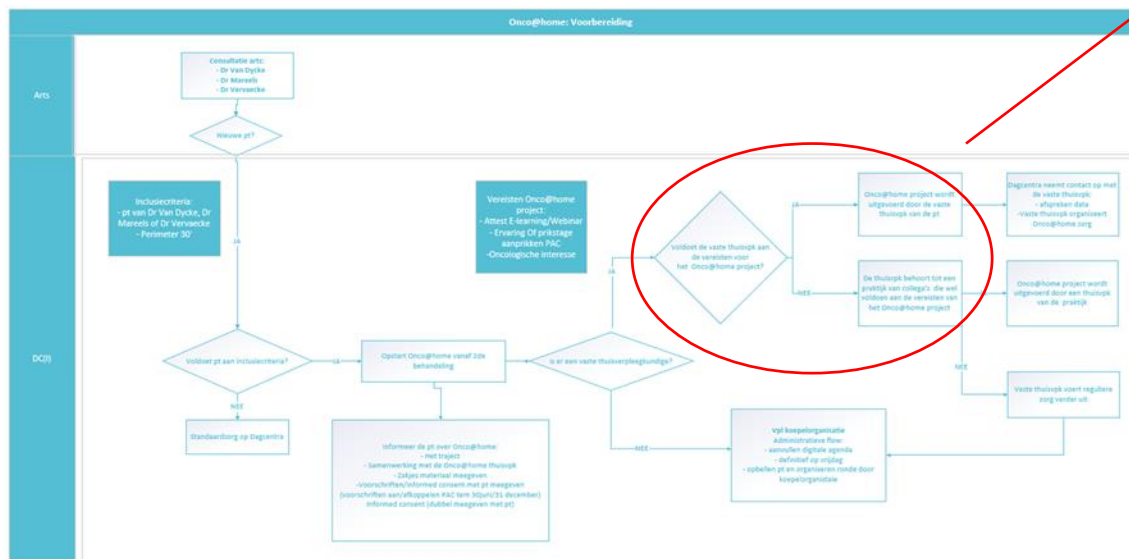 Onco@home: Voorbereiding
Arts
Consultatie arts:
- Dr Van Dycke
- Dr Mareels
- Dr Vervaecke
Nieuwe pt?
JA
DC(I)
Inclusiecriteria:
- pt van Dr Van Dycke, Dr
Mareels of Dr Vervaecke
- Perimeter 30'
Voldoet pt aan inclusiecriteria?
JA
NEE
Standaardzorg op Dagcentra
Opstart Onco@home vanaf 2de
behandeling
Informeer de pt over Onco@home:
- Het traject
- Samenwerking met de Onco@home thuisvpk
- Zakjes materiaal meegeven
-Voorschriften/informed consent met pt meegeven
(voorschriften aan/afkoppelen PAC tem 30juni/31 december)
Informed consent (dubbel meegeven met pt)
Vereisten Onco@home
project:
- Attest E-learning/Webinar
- Ervaring Of prikstage
aanprikken PAC
-Oncologische interesse
Is er een vaste thuisverpleegkundige?
JA
NEE
Voldoet de vaste thuisvpk aan
de vereisten voor
het Onco@home project?
JA
NEE
Onco@home project wordt
uitgevoerd door de vaste
thuisvpk van de pt
Dagcentra neemt contact op met
de vaste thuisvpk:
- afspreken data
-Vaste thuisvpk organiseert
Onco@home zorg
De thuisvpk behoort tot een
praktijk van collega's die wel
voldoen aan de vereisten van
het Onco@home project
Onco@home project wordt
uitgevoerd door een thuisvpk
van de praktijk
NEE
Vaste thuisvpk voert reguliere
zorg verder uit
Vpl koepelorganisatie
Administratieve flow:
- aanvullen digitale agenda
- definitief op vrijdag
- opbellen pt en organiseren ronde door
koepelorganistaie